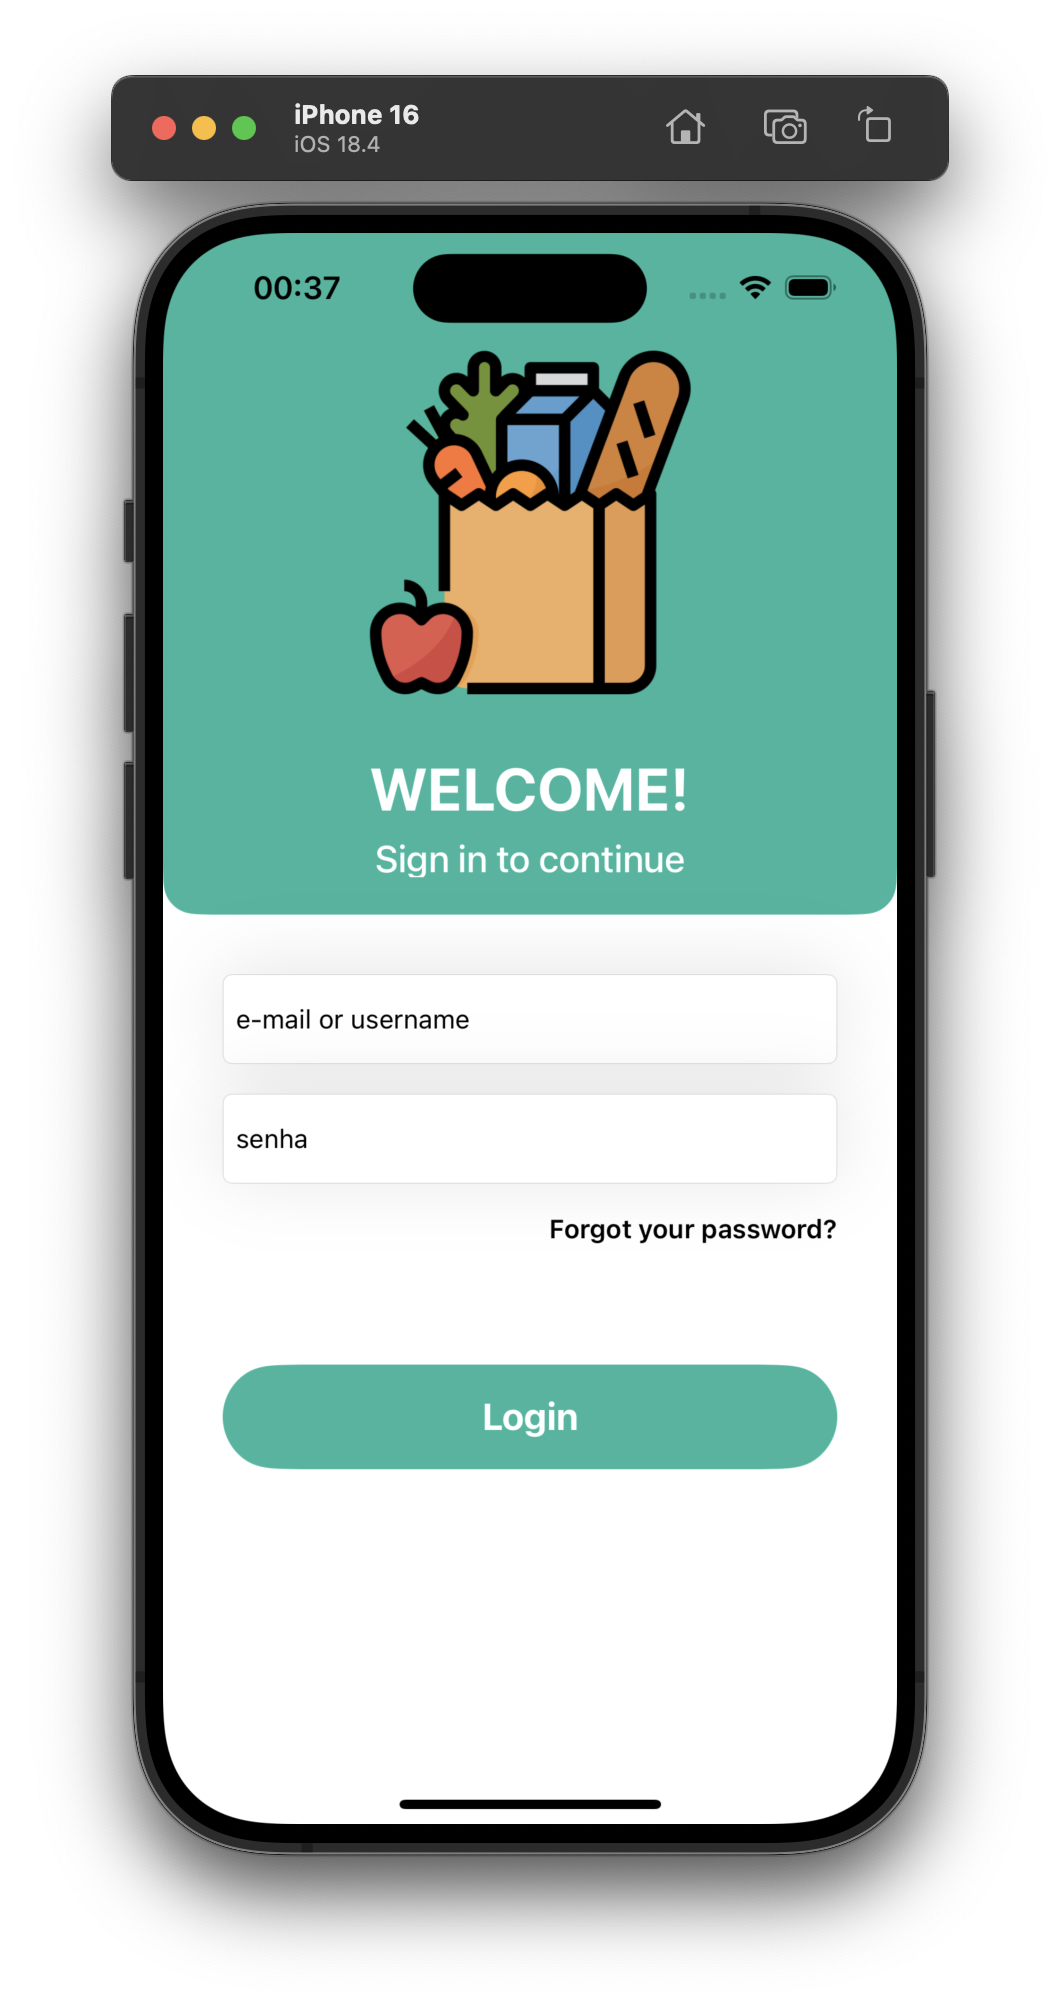 iPhone 16
iOS 18.4
00:37
WELCOME!
Sign in to continue
e-mail or username
senha
Forgot your password?
Login